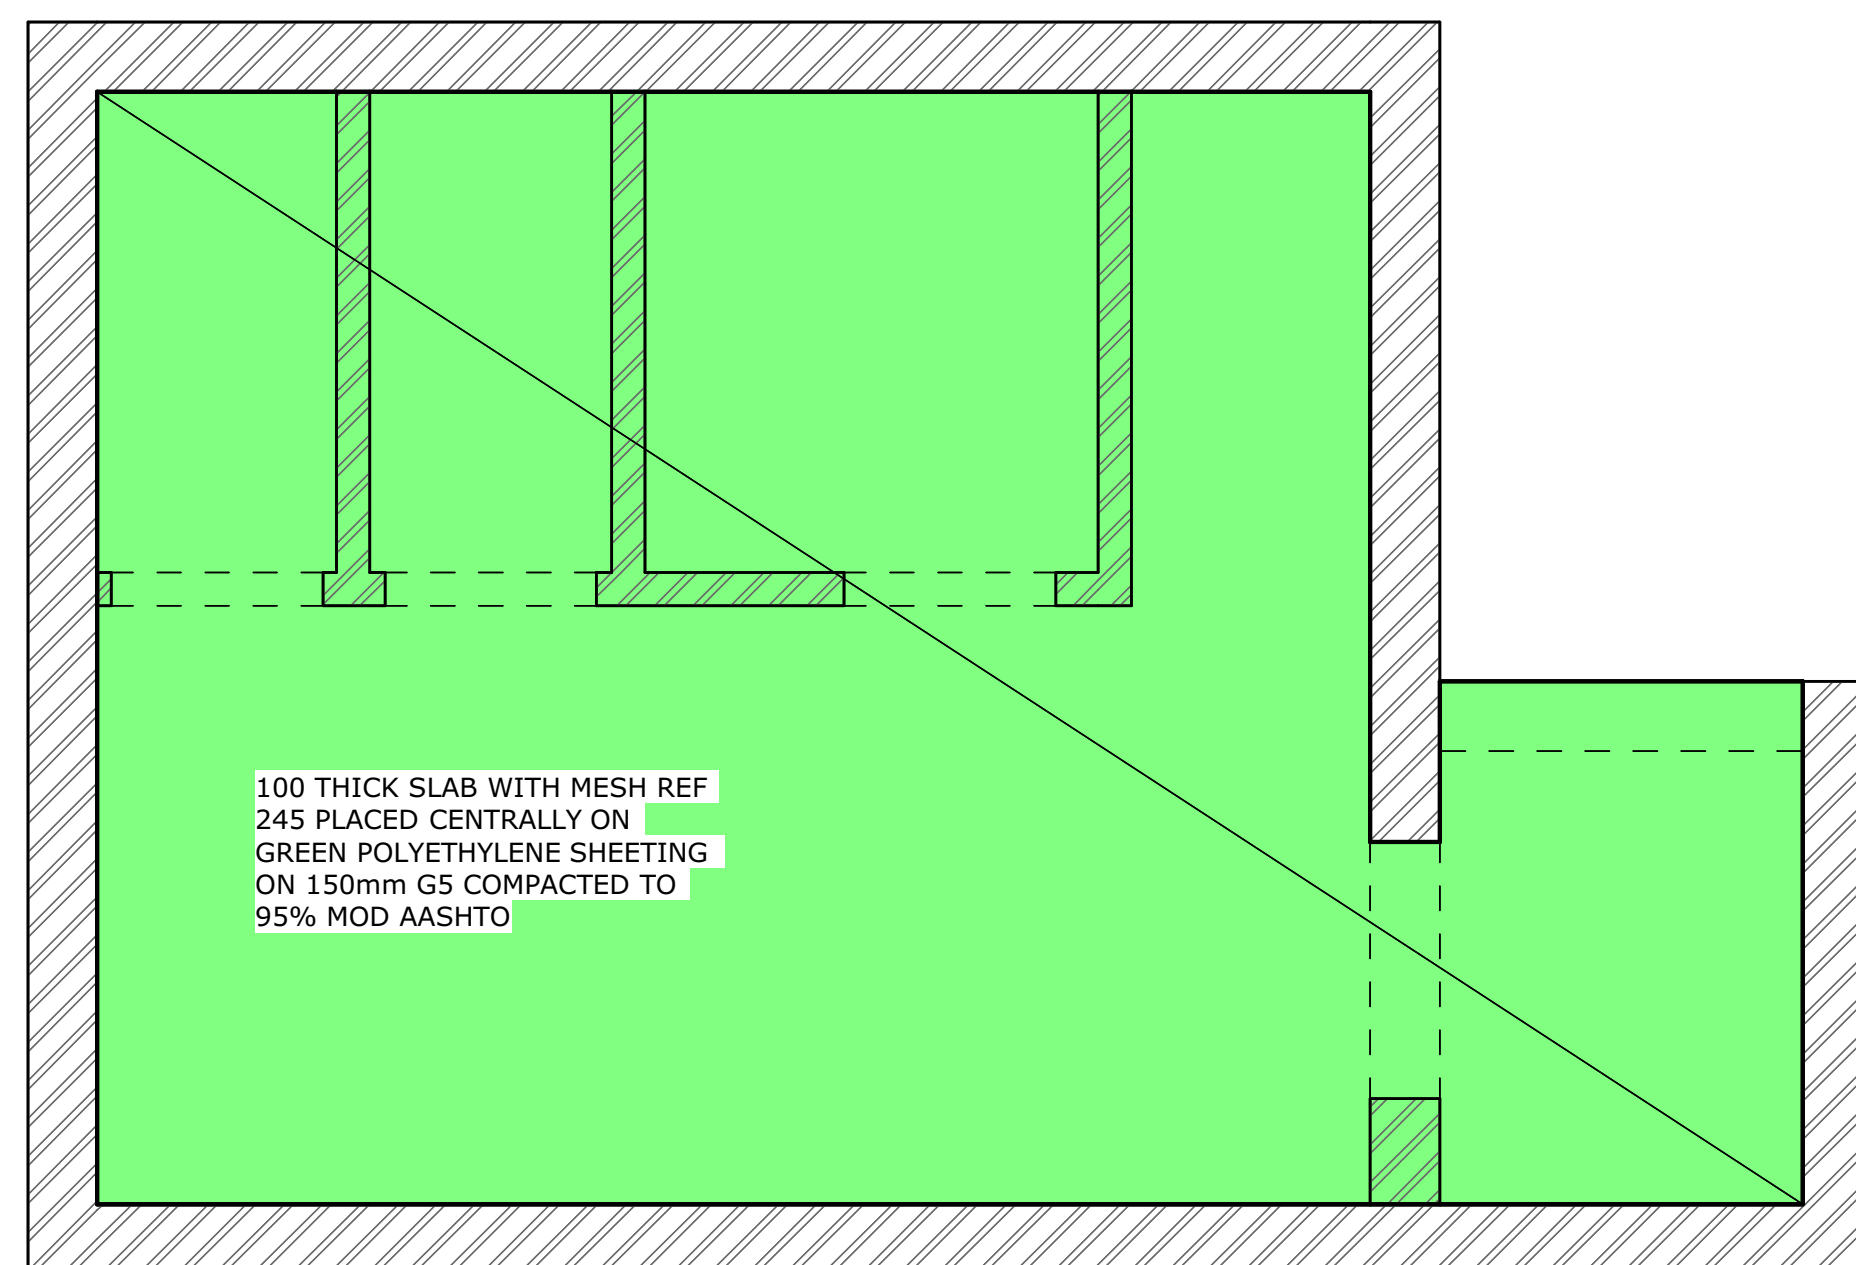 100 THICK SLAB WITH MESH REF
245 PLACED CENTRALLY ON
GREEN POLYETHYLENE SHEETING
ON 150mm G5 COMPACTED TO
95% MOD AASHTO